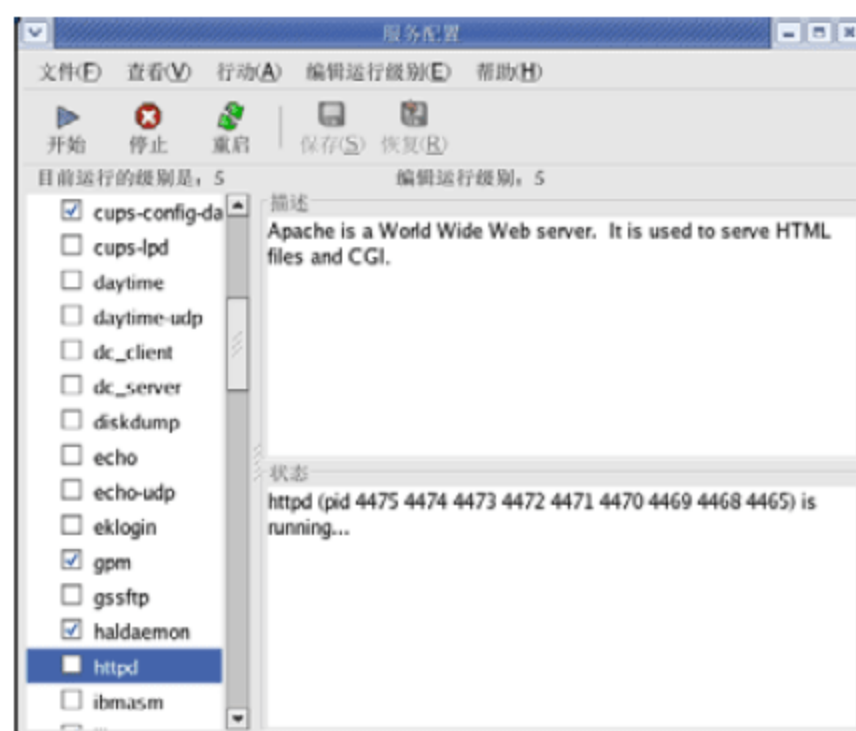 服务配置
文件(F) 查看(V) 行动(A) 编辑运行级别(E) 帮助(H)
开始 停止 重启 保存(S) 恢复(R)
目前运行的级别是：5 编辑运行级别：5
cups-config-da
cups-lpd
daytime
daytime-udp
dc_client
dc_server
diskdump
echo
echo-udp
eklogin
gpm
gssftp
haldaemon
httpd
ibmasm
描述
Apache is a World Wide Web server. It is used to serve HTML
files and CGI.
状态
httpd (pid 4475 4474 4473 4472 4471 4470 4469 4468 4465) is
running...